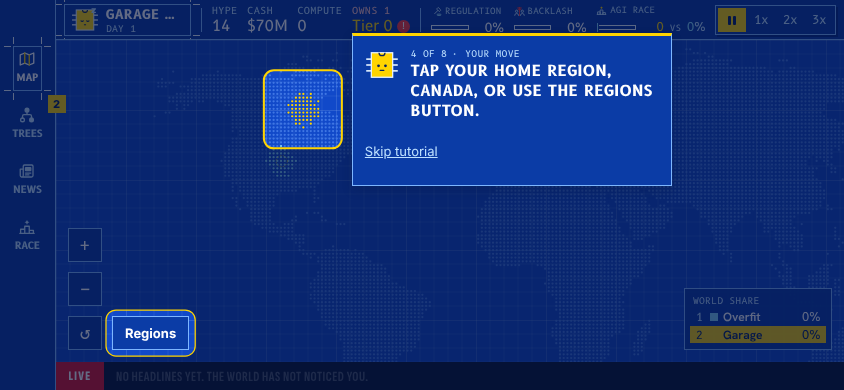 GARAGE ...
DAY 1
HYPE
14
CASH
$70M
COMPUTE
0
OWNS 1
Tier 0 !
REGULATION
0%
BACKLASH
0%
AGI RACE
0 vs 0%
1x 2x 3x
MAP
2
TREES
NEWS
RACE
4 OF 8 · YOUR MOVE
TAP YOUR HOME REGION,
CANADA, OR USE THE REGIONS
BUTTON.
Skip tutorial
+
−
↺
Regions
WORLD SHARE
1 Overfit 0%
2 Garage 0%
LIVE
NO HEADLINES YET. THE WORLD HAS NOT NOTICED YOU.